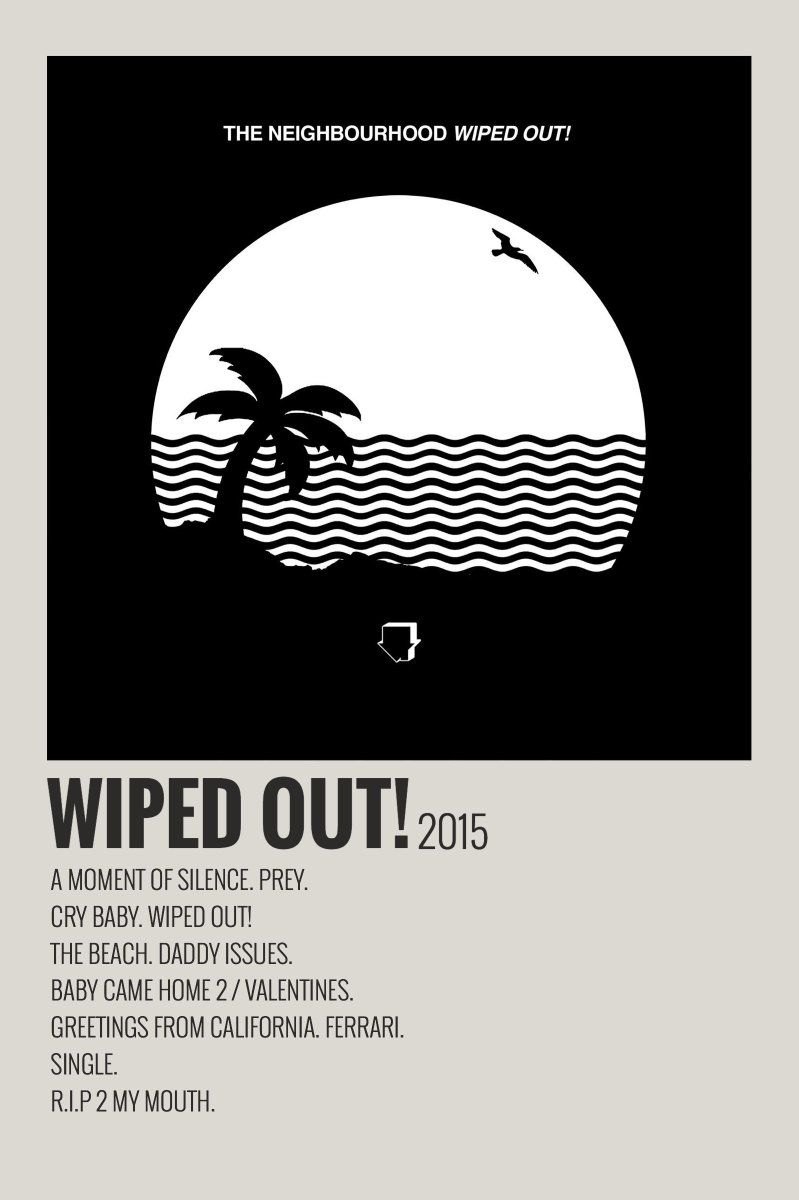 THE NEIGHBOURHOOD WIPED OUT!
WIPED OUT! 2015
A MOMENT OF SILENCE. PREY.
CRY BABY. WIPED OUT!
THE BEACH. DADDY ISSUES.
BABY CAME HOME 2 / VALENTINES.
GREETINGS FROM CALIFORNIA. FERRARI.
SINGLE.
R.I.P 2 MY MOUTH.